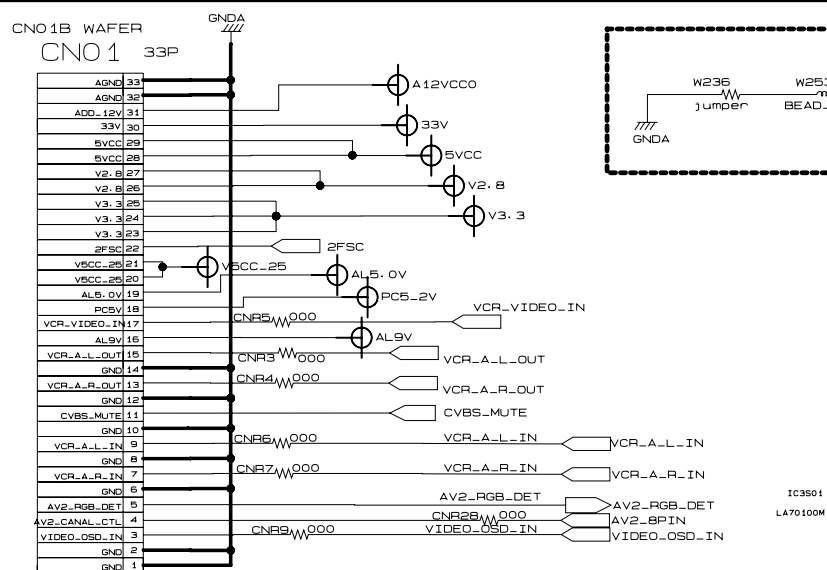 GNDA
CNO1B WAFER
CNO1 33P
AGND 33
AGND 32
ADD_12V 31
33V 30
5VCC 29
5VCC 28
V2.8 27
V2.8 26
V3.3 25
V3.3 24
V3.3 23
2FSC 22
V5CC_25 21
V5CC_25 20
AL5.0V 19
PC5V 18
VCR_VIDEO_IN 17
AL9V 16
VCR_A_L_OUT 15
GND 14
VCR_A_R_OUT 13
GND 12
CVBS_MUTE 11
GND 10
VCR_A_L_IN 9
GND 8
VCR_A_R_IN 7
GND 6
AV2_RGB_DET 5
AV2_CANAL_CTL 4
VIDEO_OSD_IN 3
GND 2
GND 1
A12VCCO
33V
5VCC
V2.8
V3.3
2FSC
V5CC_25
AL5.0V
PC5_2V
VCR_VIDEO_IN
CNR5 000
AL9V
CNR3 000
VCR_A_L_OUT
CNR4 000
VCR_A_R_OUT
CVBS_MUTE
CNR6 000 VCR_A_L_IN VCR_A_L_IN
CNR7 000 VCR_A_R_IN VCR_A_R_IN
AV2_RGB_DET AV2_RGB_DET
CNR28 000 AV2_8PIN
CNR9 000 VIDEO_OSD_IN VIDEO_OSD_IN
W236 W253
jumper BEAD_
GNDA
IC3S01
LA70100M